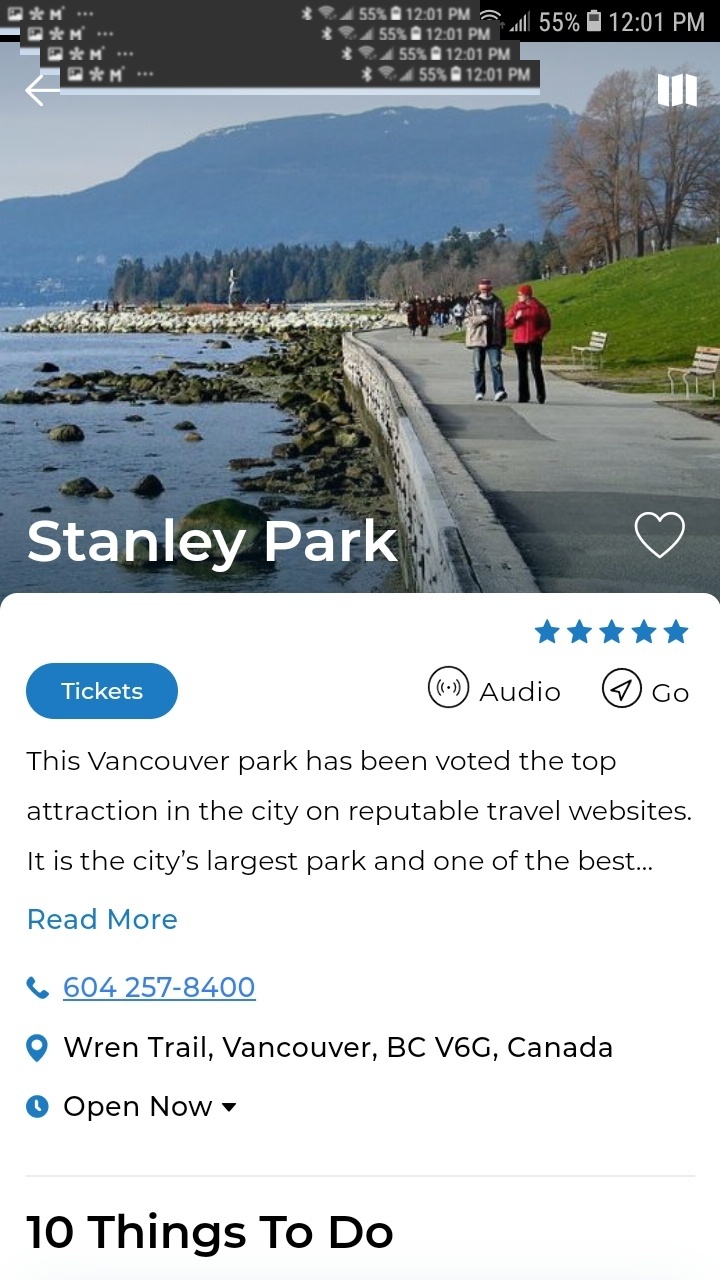 55% 12:01 PM
55% 12:01 PM
55% 12:01 PM
55% 12:01 PM
55% 12:01 PM
Stanley Park
Tickets
Audio
Go
This Vancouver park has been voted the top
attraction in the city on reputable travel websites.
It is the city’s largest park and one of the best...
Read More
604 257-8400
Wren Trail, Vancouver, BC V6G, Canada
Open Now
10 Things To Do